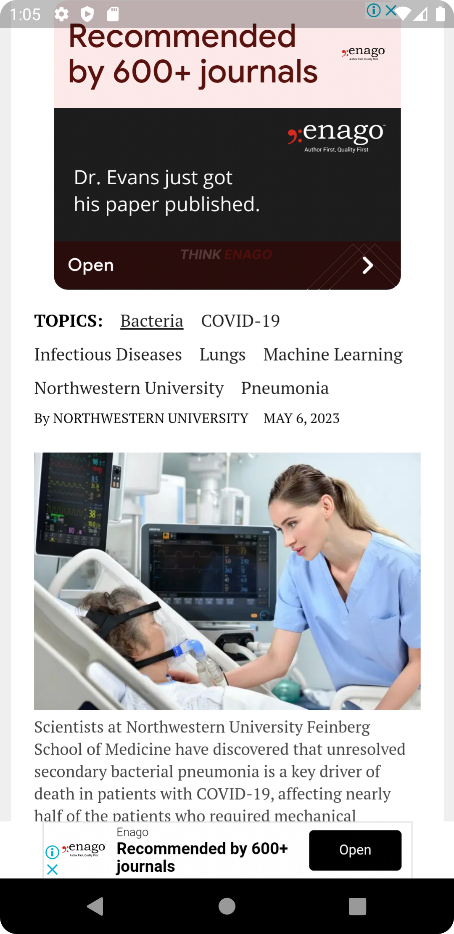 1:05
Recommended
by 600+ journals
enago
enago
Author First, Quality First
Dr. Evans just got
his paper published.
THINK ENAGO
Open
TOPICS: Bacteria COVID-19
Infectious Diseases Lungs Machine Learning
Northwestern University Pneumonia
By NORTHWESTERN UNIVERSITY MAY 6, 2023
Scientists at Northwestern University Feinberg
School of Medicine have discovered that unresolved
secondary bacterial pneumonia is a key driver of
death in patients with COVID-19, affecting nearly
half of the patients who required mechanical
enago
Enago
Recommended by 600+
journals
Open